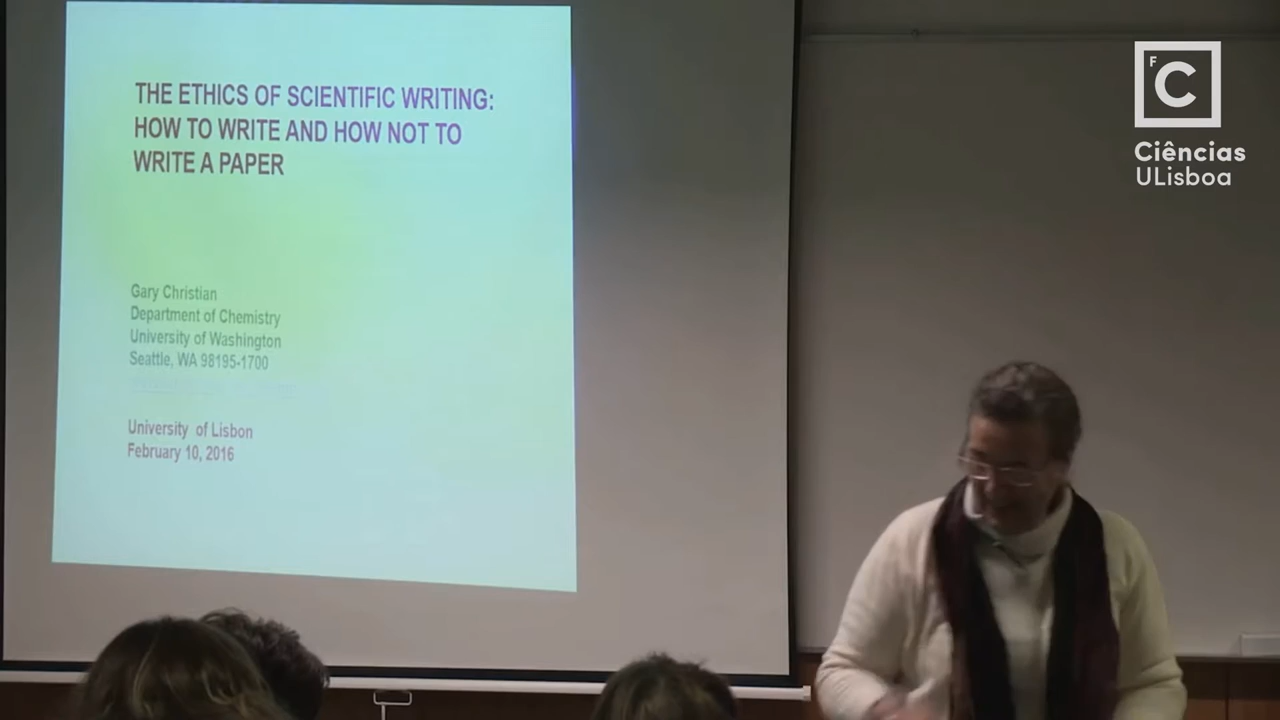 THE ETHICS OF SCIENTIFIC WRITING:
HOW TO WRITE AND HOW NOT TO
WRITE A PAPER
Gary Christian
Department of Chemistry
University of Washington
Seattle, WA 98195-1700
University of Lisbon
February 10, 2016
F
C
Ciências
ULisboa